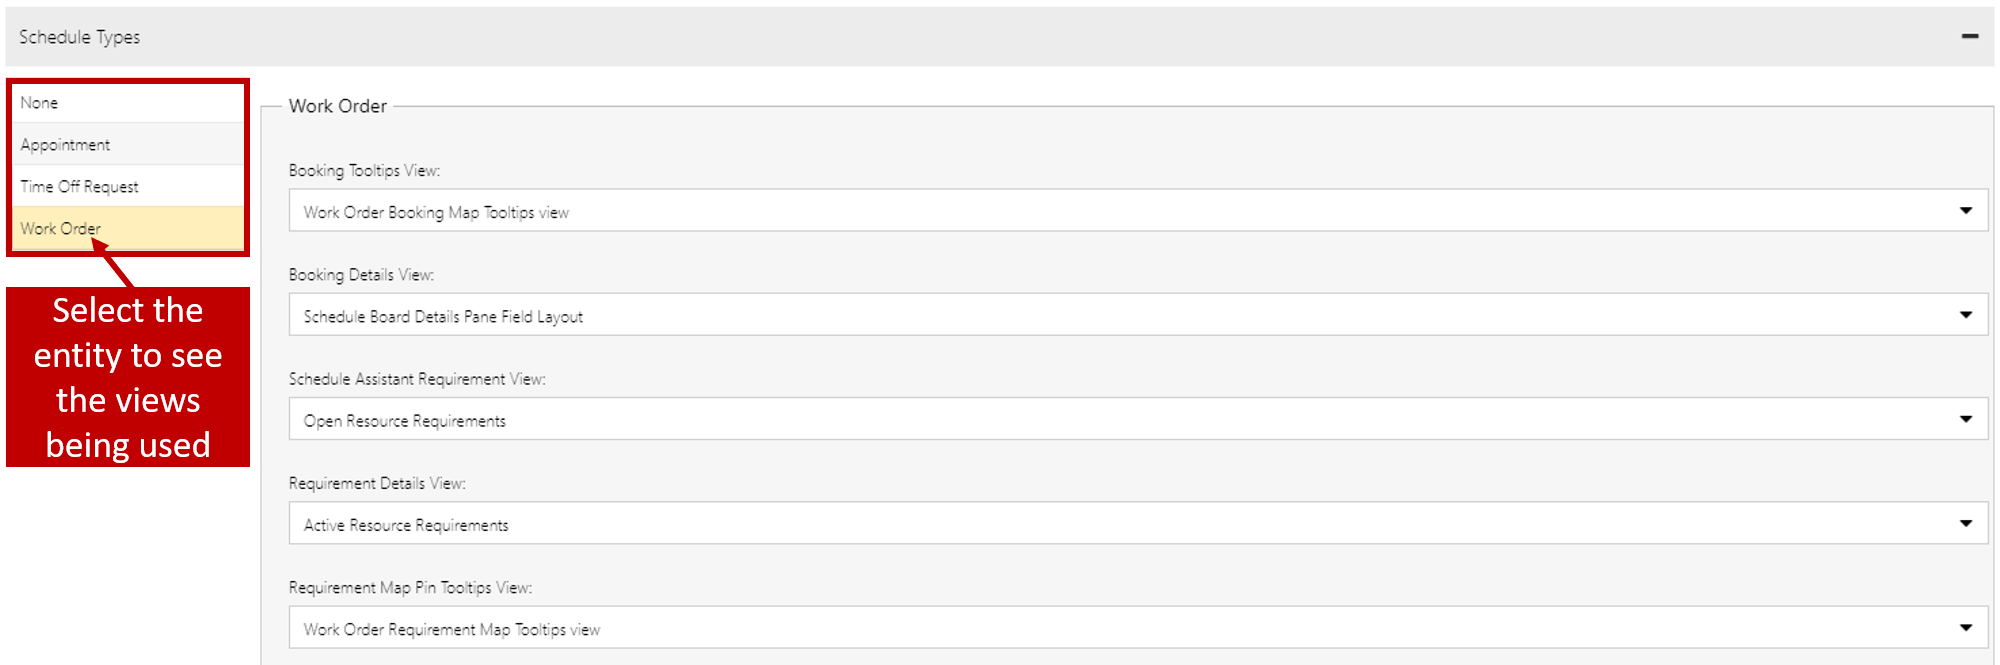 Schedule Types
None
Appointment
Time Off Request
Work Order
Select the
entity to see
the views
being used
Work Order
Booking Tooltips View:
Work Order Booking Map Tooltips view
Booking Details View:
Schedule Board Details Pane Field Layout
Schedule Assistant Requirement View:
Open Resource Requirements
Requirement Details View:
Active Resource Requirements
Requirement Map Pin Tooltips View:
Work Order Requirement Map Tooltips view